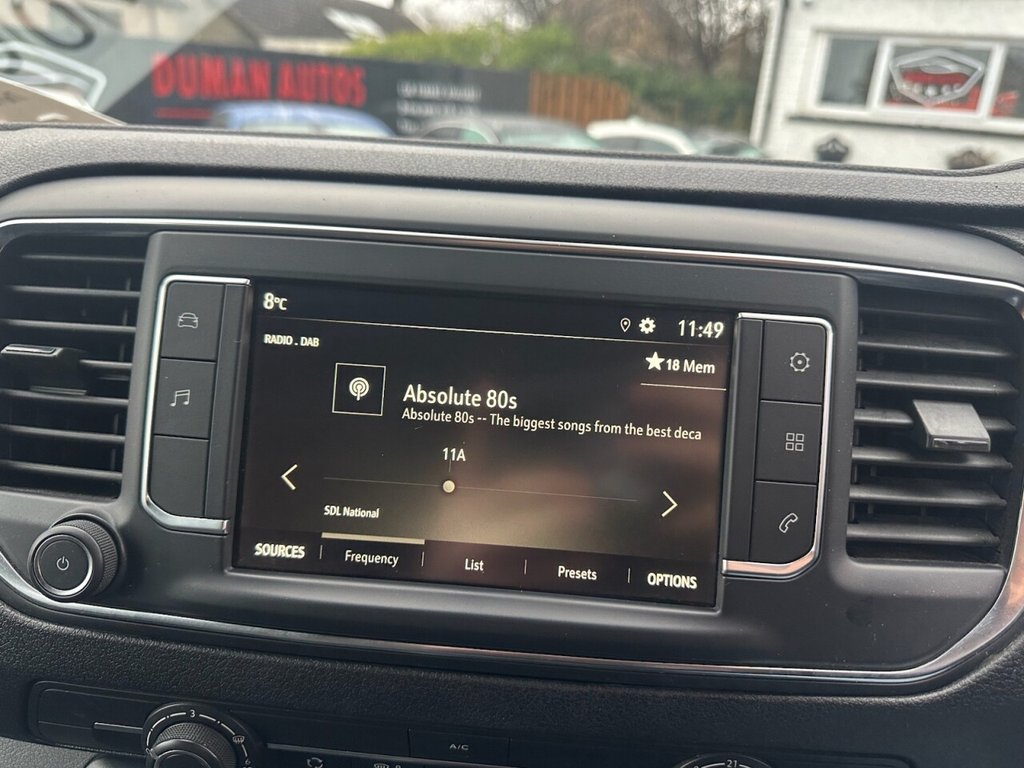 DUMAN AUTOS
8°C
11:49
RADIO . DAB
18 Mem
Absolute 80s
Absolute 80s -- The biggest songs from the best deca
11A
SDL National
SOURCES
Frequency
List
Presets
OPTIONS
3
A/C
21